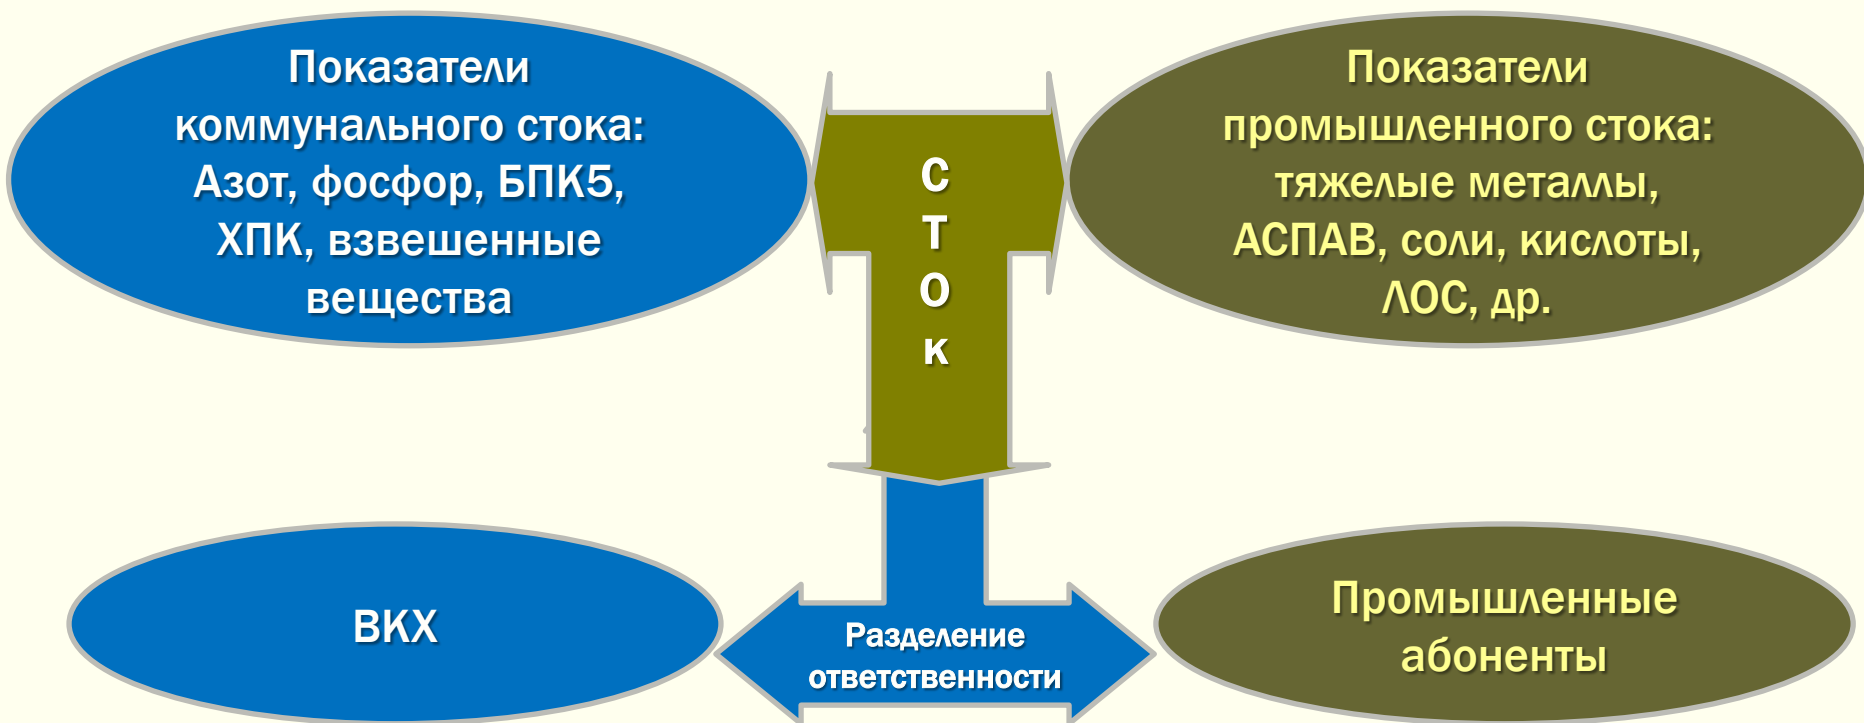 Показатели
коммунального стока:
Азот, фосфор, БПК5,
ХПК, взвешенные
вещества
С
Т
О
к
Показатели
промышленного стока:
тяжелые металлы,
АСПАВ, соли, кислоты,
ЛОС, др.
ВКХ
Разделение
ответственности
Промышленные
абоненты